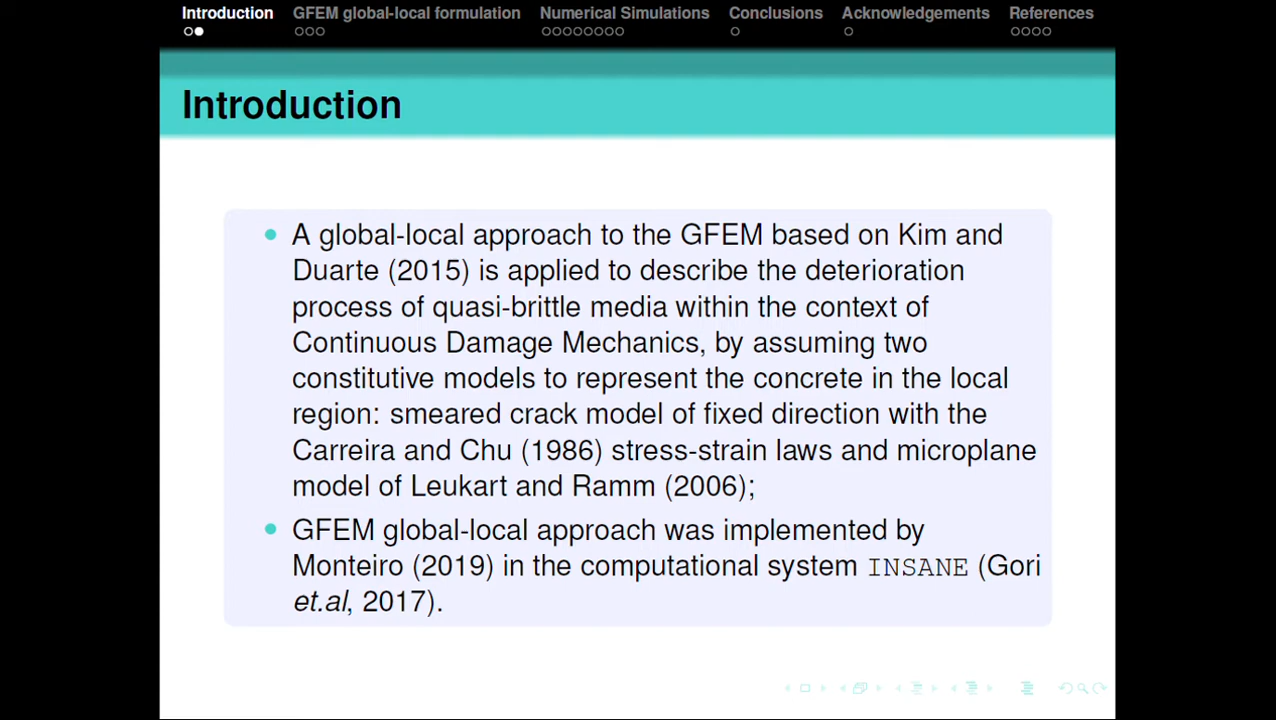 Introduction GFEM global-local formulation Numerical Simulations Conclusions Acknowledgements References
Introduction
• A global-local approach to the GFEM based on Kim and
Duarte (2015) is applied to describe the deterioration
process of quasi-brittle media within the context of
Continuous Damage Mechanics, by assuming two
constitutive models to represent the concrete in the local
region: smeared crack model of fixed direction with the
Carreira and Chu (1986) stress-strain laws and microplane
model of Leukart and Ramm (2006);
• GFEM global-local approach was implemented by
Monteiro (2019) in the computational system INSANE (Gori
et.al, 2017).